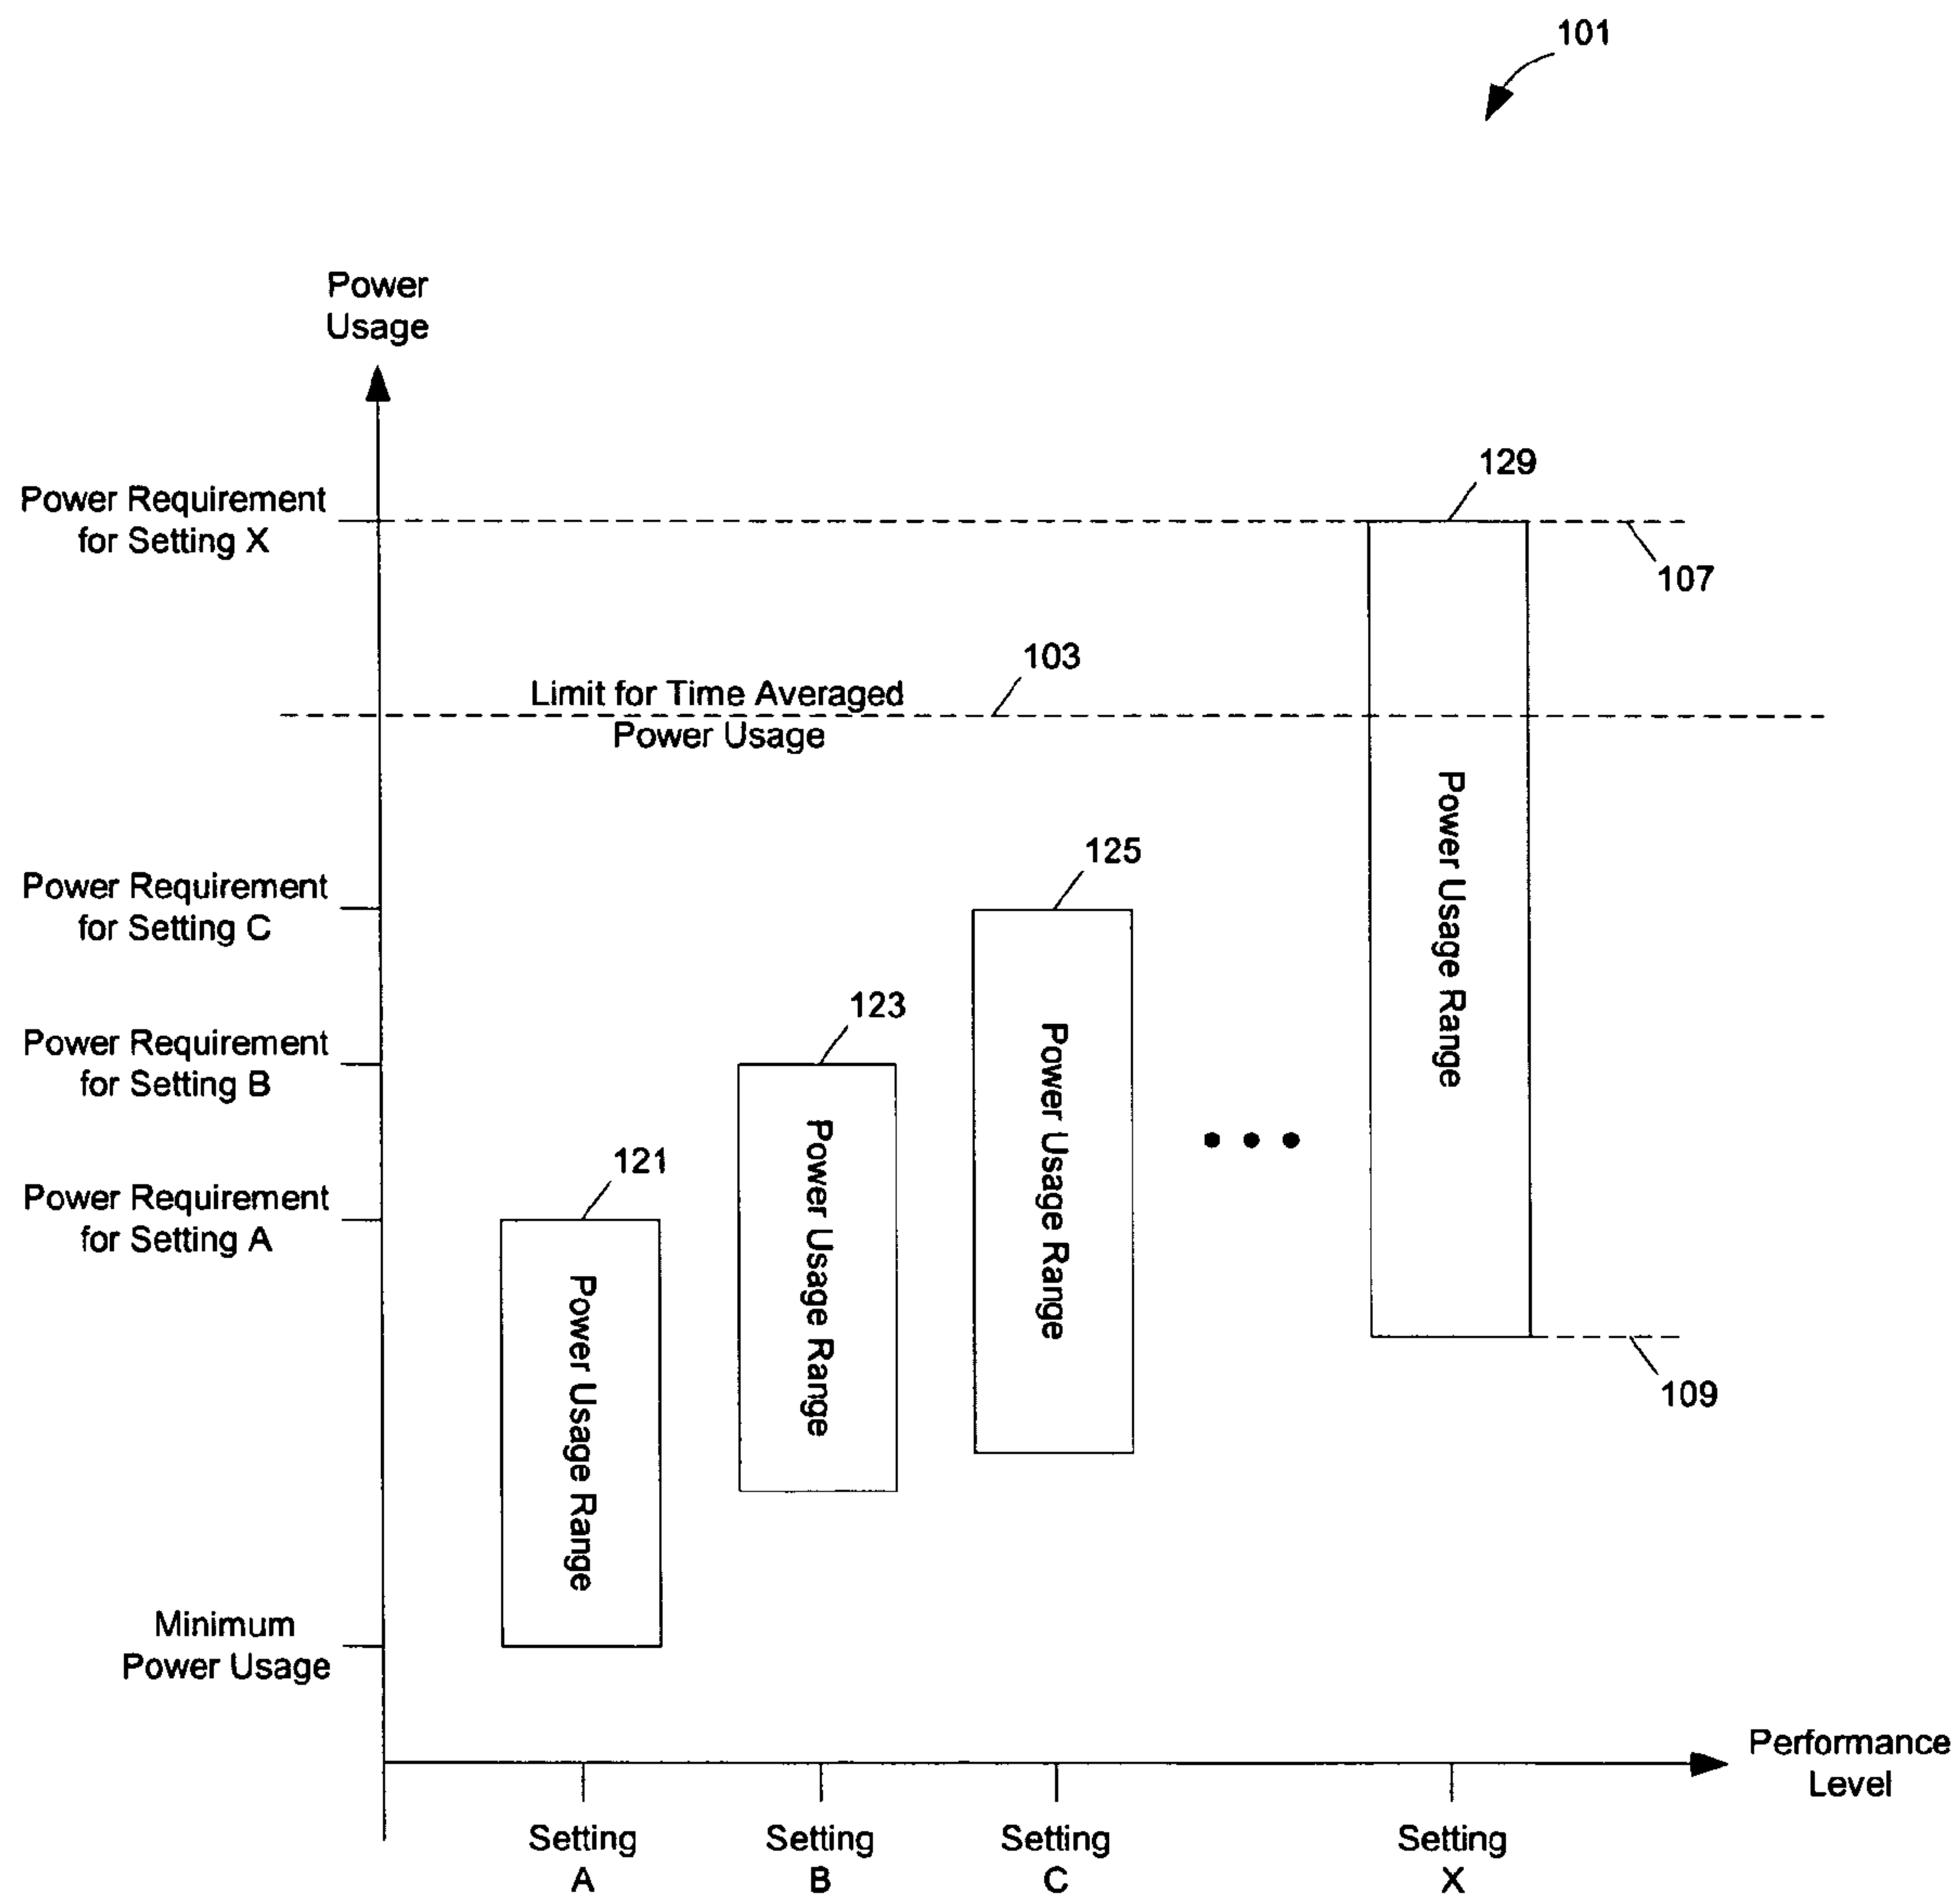 101
Power
Usage
129
Power Requirement
for Setting X
107
103
Limit for Time Averaged
Power Usage
Power Usage Range
125
Power Requirement
for Setting C
123
Power Usage Range
Power Requirement
for Setting B
Power Usage Range
121
Power Requirement
for Setting A
Power Usage Range
109
Minimum
Power Usage
Performance
Level
Setting
A
Setting
B
Setting
C
Setting
X